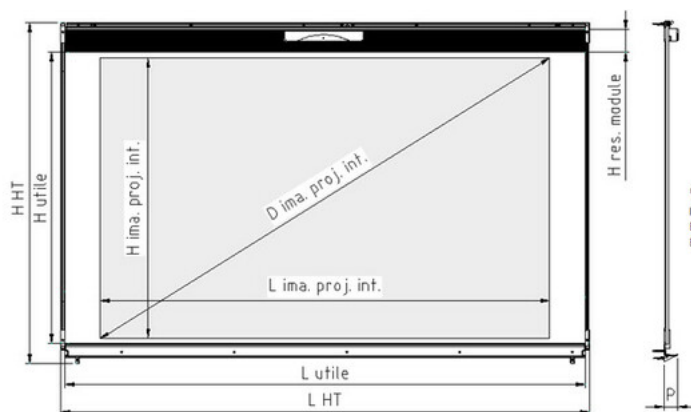 H HT
H utile
H ima. proj. int.
D ima. proj. int.
L ima. proj. int.
H res. module
L utile
L HT
P